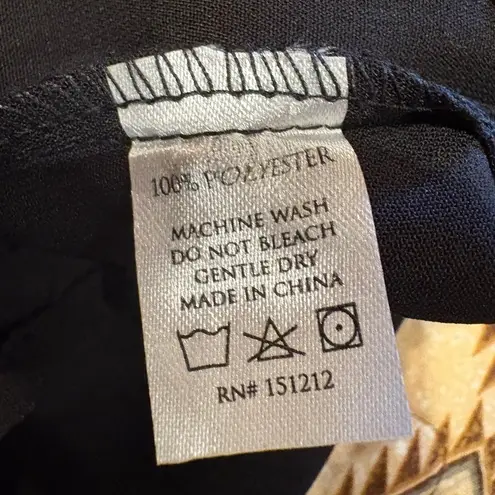 100% POLYESTER
MACHINE WASH
DO NOT BLEACH
GENTLE DRY
MADE IN CHINA
RN# 151212